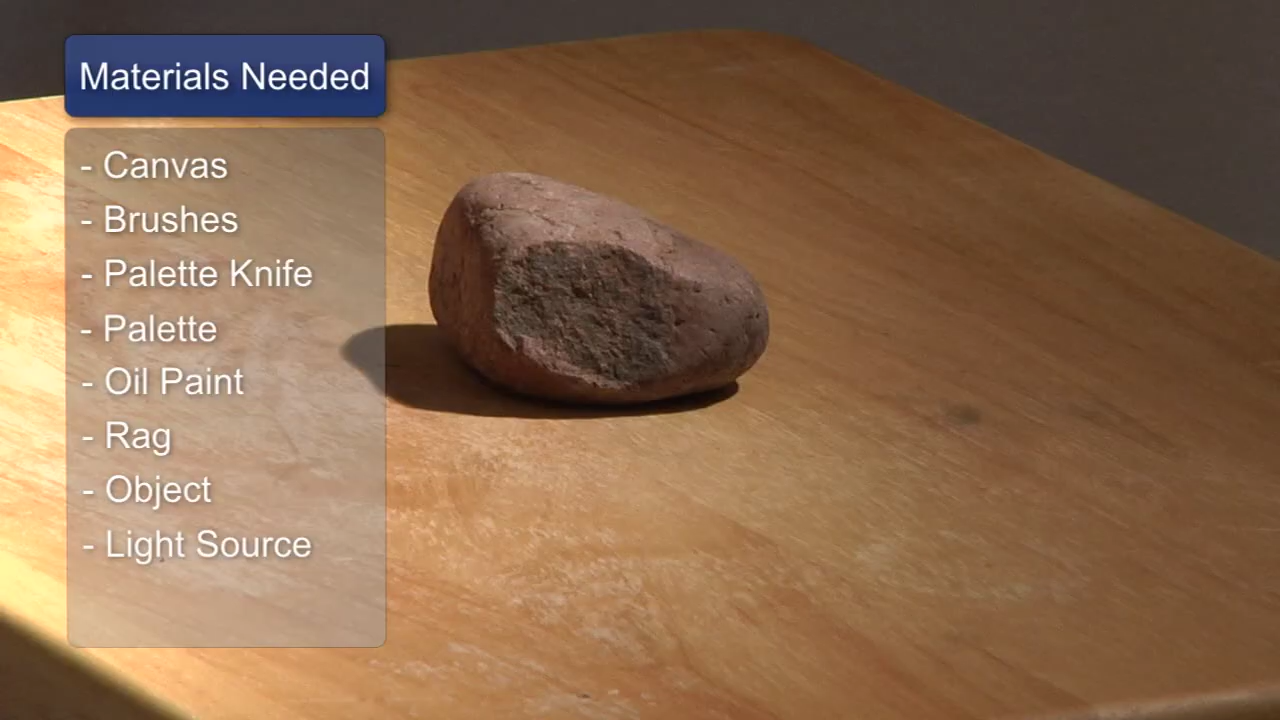 Materials Needed
- Canvas
- Brushes
- Palette Knife
- Palette
- Oil Paint
- Rag
- Object
- Light Source